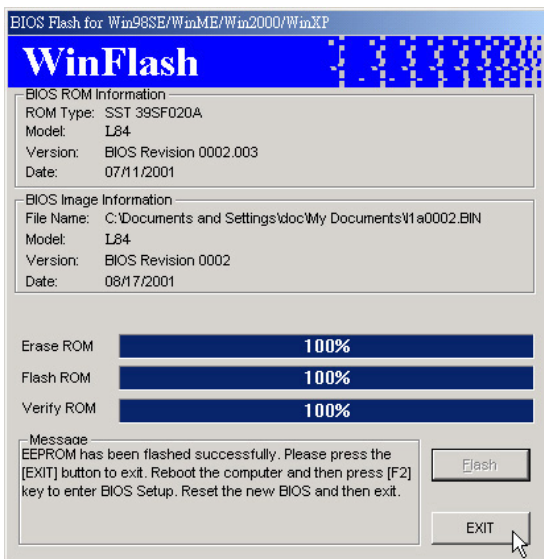 BIOS Flash for Win98SE/WinME/Win2000/WinXP
WinFlash
BIOS ROM Information
ROM Type: SST 39SF020A
Model: L84
Version: BIOS Revision 0002.003
Date: 07/11/2001
BIOS Image Information
File Name: C:\Documents and Settings\doc\My Documents\l1a0002.BIN
Model: L84
Version: BIOS Revision 0002
Date: 08/17/2001
Erase ROM 100%
Flash ROM 100%
Verify ROM 100%
Message
EEPROM has been flashed successfully. Please press the
[EXIT] button to exit. Reboot the computer and then press [F2]
key to enter BIOS Setup. Reset the new BIOS and then exit.
Flash
EXIT